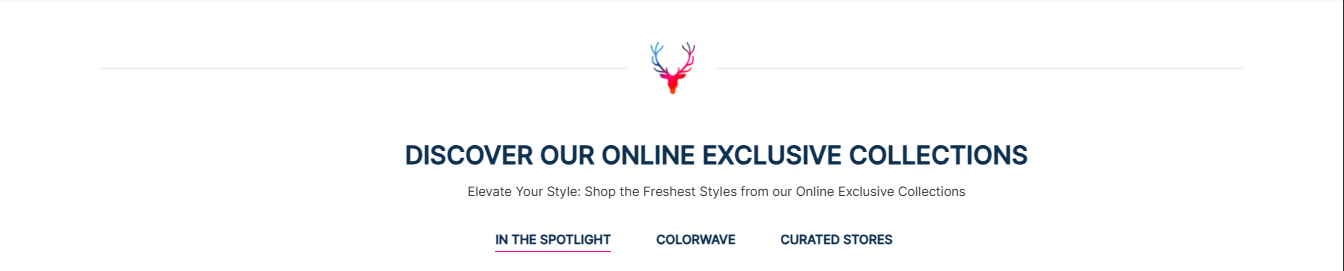 DISCOVER OUR ONLINE EXCLUSIVE COLLECTIONS
Elevate Your Style: Shop the Freshest Styles from our Online Exclusive Collections
IN THE SPOTLIGHT COLORWAVE CURATED STORES